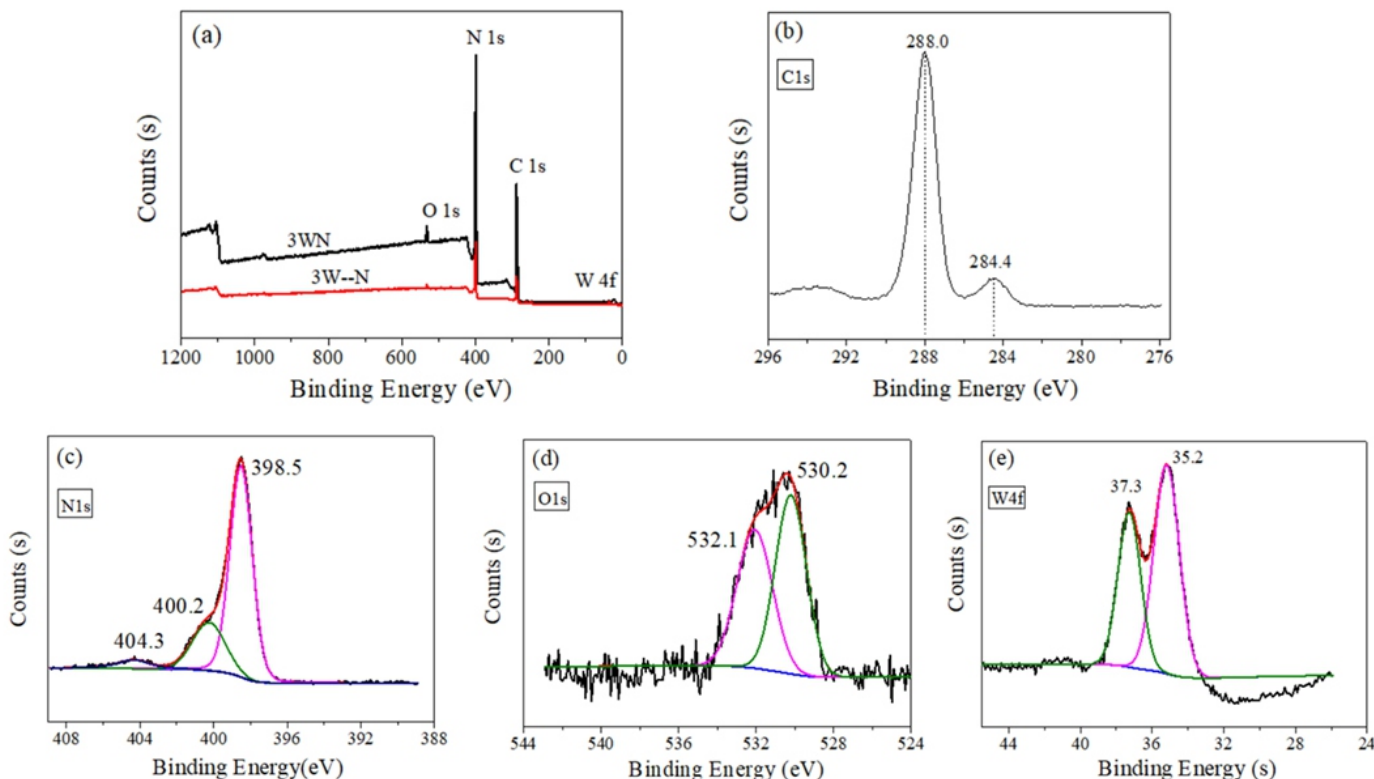 (a)
N 1s
C 1s
O 1s
3WN
3W--N
W 4f
Counts (s)
1200 1000 800 600 400 200 0
Binding Energy (eV)
(b)
C1s
288.0
284.4
Counts (s)
296 292 288 284 280 276
Binding Energy (eV)
(c)
N1s
398.5
400.2
404.3
Counts (s)
408 404 400 396 392 388
Binding Energy(eV)
(d)
O1s
530.2
532.1
Counts (s)
544 540 536 532 528 524
Binding Energy (eV)
(e)
W4f
35.2
37.3
Counts (s)
44 40 36 32 28 24
Binding Energy (s)